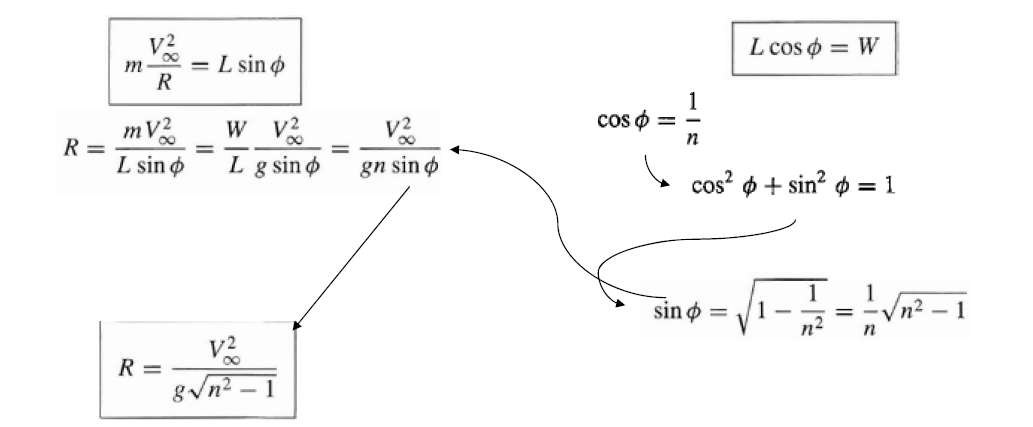 m V∞²/R = L sin ϕ
R = mV∞²/(L sin ϕ) = W/L V∞²/(g sin ϕ) = V∞²/(gn sin ϕ)
R = V∞²/(g√(n² − 1))
L cos ϕ = W
cos ϕ = 1/n
cos² ϕ + sin² ϕ = 1
sin ϕ = √(1 − 1/n²) = 1/n √(n² − 1)